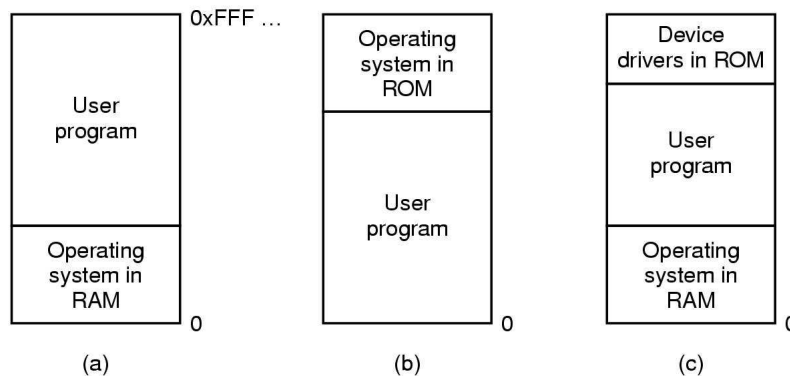 0xFFF ...
User
program
Operating
system in
RAM
0
(a)
Operating
system in
ROM
User
program
0
(b)
Device
drivers in ROM
User
program
Operating
system in
RAM
0
(c)